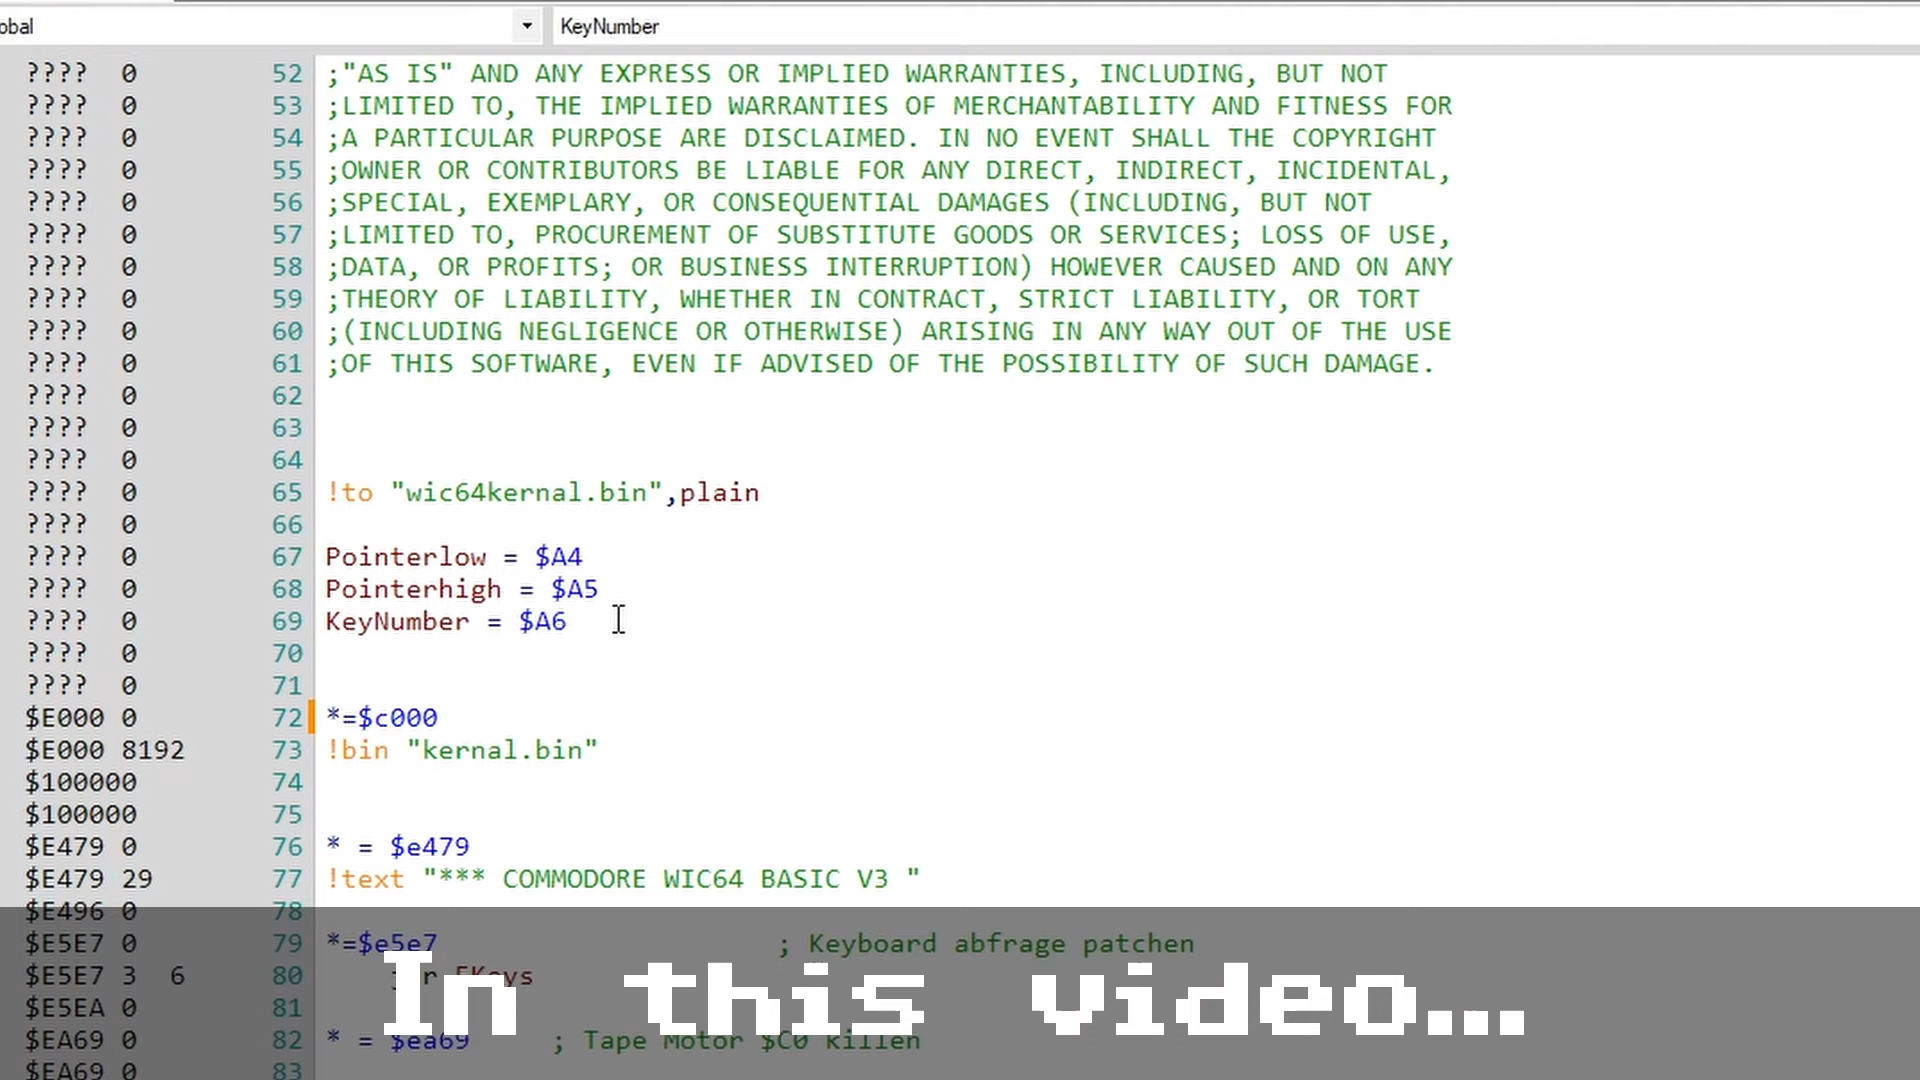 obal KeyNumber
???? 0 52 ;"AS IS" AND ANY EXPRESS OR IMPLIED WARRANTIES, INCLUDING, BUT NOT
???? 0 53 ;LIMITED TO, THE IMPLIED WARRANTIES OF MERCHANTABILITY AND FITNESS FOR
???? 0 54 ;A PARTICULAR PURPOSE ARE DISCLAIMED. IN NO EVENT SHALL THE COPYRIGHT
???? 0 55 ;OWNER OR CONTRIBUTORS BE LIABLE FOR ANY DIRECT, INDIRECT, INCIDENTAL,
???? 0 56 ;SPECIAL, EXEMPLARY, OR CONSEQUENTIAL DAMAGES (INCLUDING, BUT NOT
???? 0 57 ;LIMITED TO, PROCUREMENT OF SUBSTITUTE GOODS OR SERVICES; LOSS OF USE,
???? 0 58 ;DATA, OR PROFITS; OR BUSINESS INTERRUPTION) HOWEVER CAUSED AND ON ANY
???? 0 59 ;THEORY OF LIABILITY, WHETHER IN CONTRACT, STRICT LIABILITY, OR TORT
???? 0 60 ;(INCLUDING NEGLIGENCE OR OTHERWISE) ARISING IN ANY WAY OUT OF THE USE
???? 0 61 ;OF THIS SOFTWARE, EVEN IF ADVISED OF THE POSSIBILITY OF SUCH DAMAGE.
???? 0 62
???? 0 63
???? 0 64
???? 0 65 !to "wic64kernal.bin",plain
???? 0 66
???? 0 67 Pointerlow = $A4
???? 0 68 Pointerhigh = $A5
???? 0 69 KeyNumber = $A6
???? 0 70
???? 0 71
$E000 0 72 *=$c000
$E000 8192 73 !bin "kernal.bin"
$100000 74
$100000 75
$E479 0 76 * = $e479
$E479 29 77 !text "*** COMMODORE WIC64 BASIC V3 "
$E496 0 78
$E5E7 0 79 *=$e5e7 ; Keyboard abfrage patchen
$E5E7 3 6 80
$E5EA 0 81
In this video...
$EA69 0 82 * = $ea69 ; Tape Motor $C0 killen
$EA69 0 83